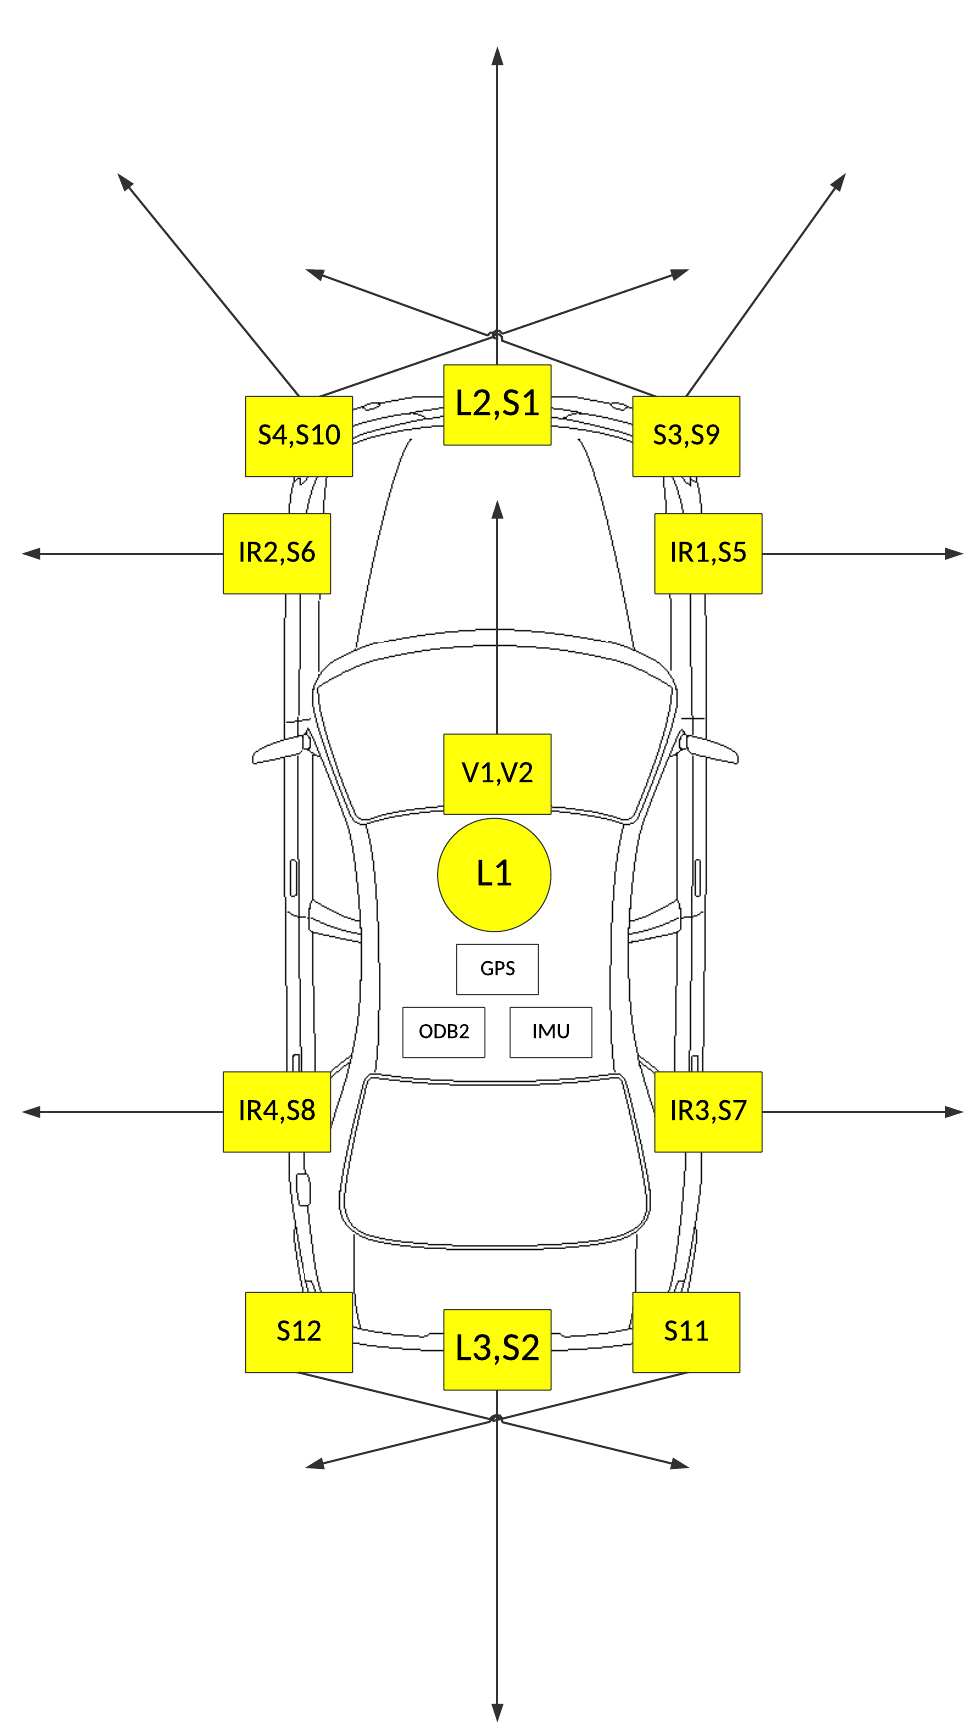 L2,S1
S4,S10
S3,S9
IR2,S6
IR1,S5
V1,V2
L1
GPS
ODB2
IMU
IR4,S8
IR3,S7
S12
L3,S2
S11